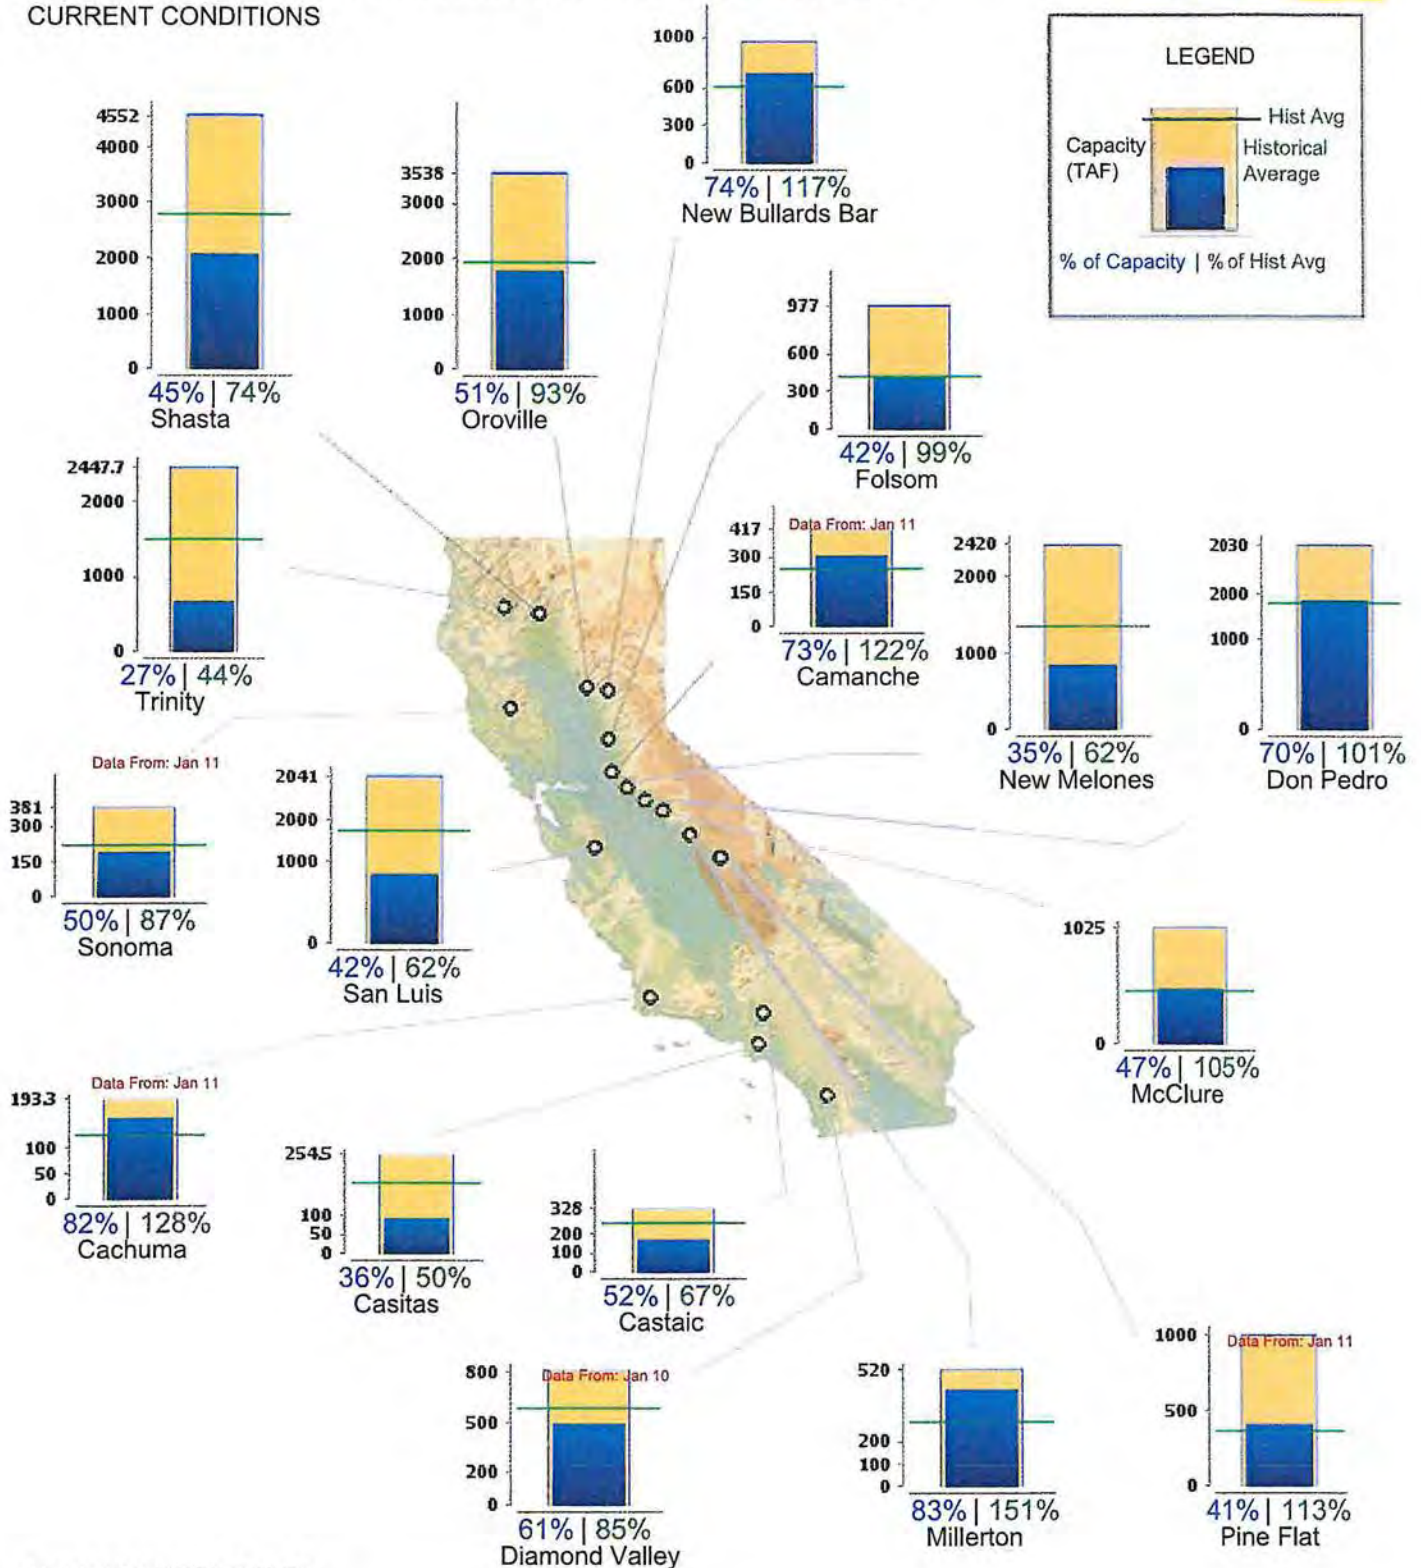 CURRENT CONDITIONS
LEGEND
Hist Avg
Capacity
(TAF)
Historical
Average
% of Capacity | % of Hist Avg
1000
600
300
0
74% | 117%
New Bullards Bar
4552
4000
3000
2000
1000
0
45% | 74%
Shasta
3538
3000
2000
1000
0
51% | 93%
Oroville
977
600
300
0
42% | 99%
Folsom
2447.7
2000
1000
0
27% | 44%
Trinity
Data From: Jan 11
417
300
150
0
73% | 122%
Camanche
2420
2000
1000
0
35% | 62%
New Melones
2030
2000
1000
0
70% | 101%
Don Pedro
Data From: Jan 11
381
300
150
0
50% | 87%
Sonoma
2041
2000
1000
0
42% | 62%
San Luis
1025
0
47% | 105%
McClure
Data From: Jan 11
193.3
100
50
0
82% | 128%
Cachuma
254.5
100
50
0
36% | 50%
Casitas
328
200
100
0
52% | 67%
Castaic
Data From: Jan 10
800
500
200
0
61% | 85%
Diamond Valley
520
200
100
0
83% | 151%
Millerton
Data From: Jan 11
1000
500
0
41% | 113%
Pine Flat